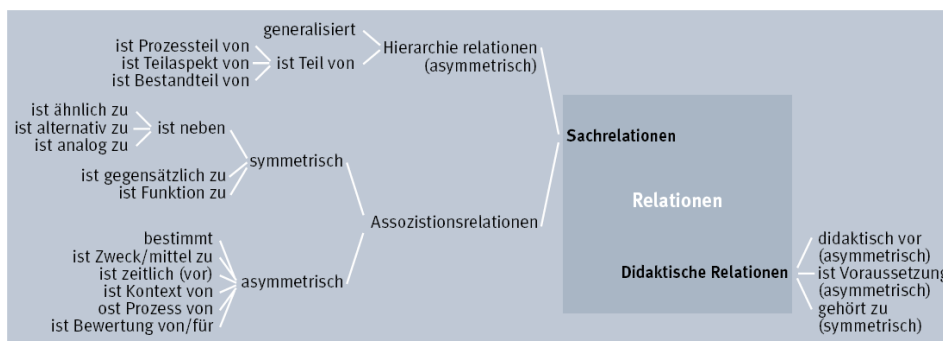 generalisiert
ist Prozessteil von
ist Teilaspekt von
ist Bestandteil von
ist Teil von
Hierarchie relationen
(asymmetrisch)
ist ähnlich zu
ist alternativ zu
ist analog zu
ist neben
symmetrisch
ist gegensätzlich zu
ist Funktion zu
Assozistionsrelationen
bestimmt
ist Zweck/mittel zu
ist zeitlich (vor)
ist Kontext von
ost Prozess von
ist Bewertung von/für
asymmetrisch
Sachrelationen
Relationen
Didaktische Relationen
didaktisch vor
(asymmetrisch)
ist Voraussetzung
(asymmetrisch)
gehört zu
(symmetrisch)